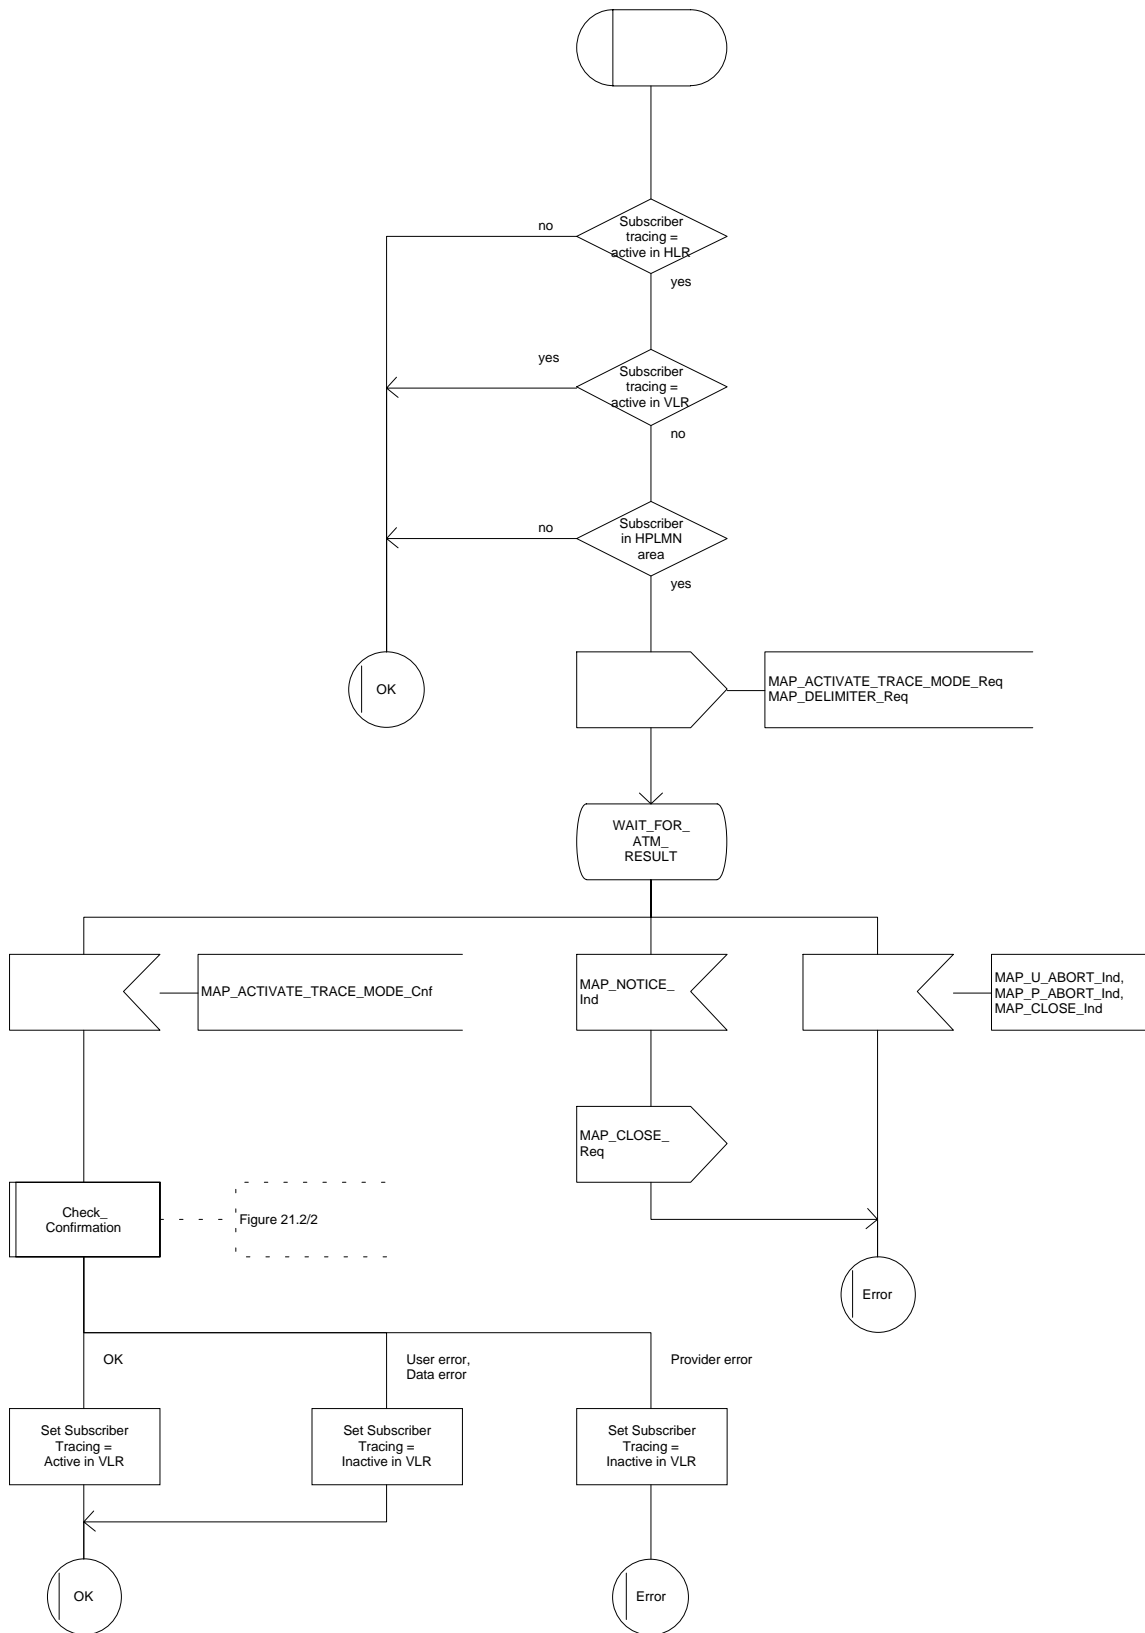 no
Subscriber
tracing =
active in HLR
yes
yes
Subscriber
tracing =
active in VLR
no
no
Subscriber
in HPLMN
area
yes
OK
MAP_ACTIVATE_TRACE_MODE_Req
MAP_DELIMITER_Req
WAIT_FOR_
ATM_
RESULT
MAP_ACTIVATE_TRACE_MODE_Cnf
MAP_NOTICE_
Ind
MAP_U_ABORT_Ind,
MAP_P_ABORT_Ind,
MAP_CLOSE_Ind
MAP_CLOSE_
Req
Check_
Confirmation
Figure 21.2/2
Error
OK
User error,
Data error
Provider error
Set Subscriber
Tracing =
Active in VLR
Set Subscriber
Tracing =
Inactive in VLR
Set Subscriber
Tracing =
Inactive in VLR
OK
Error